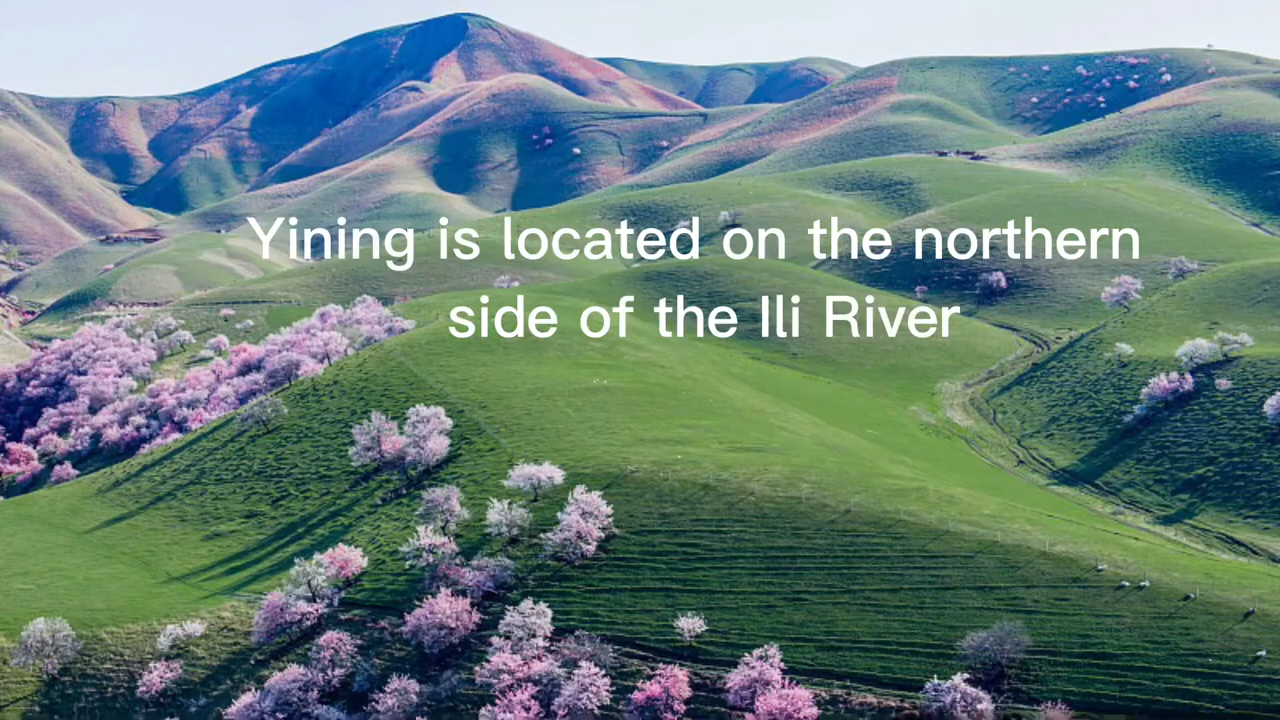 Yining is located on the northern
side of the Ili River